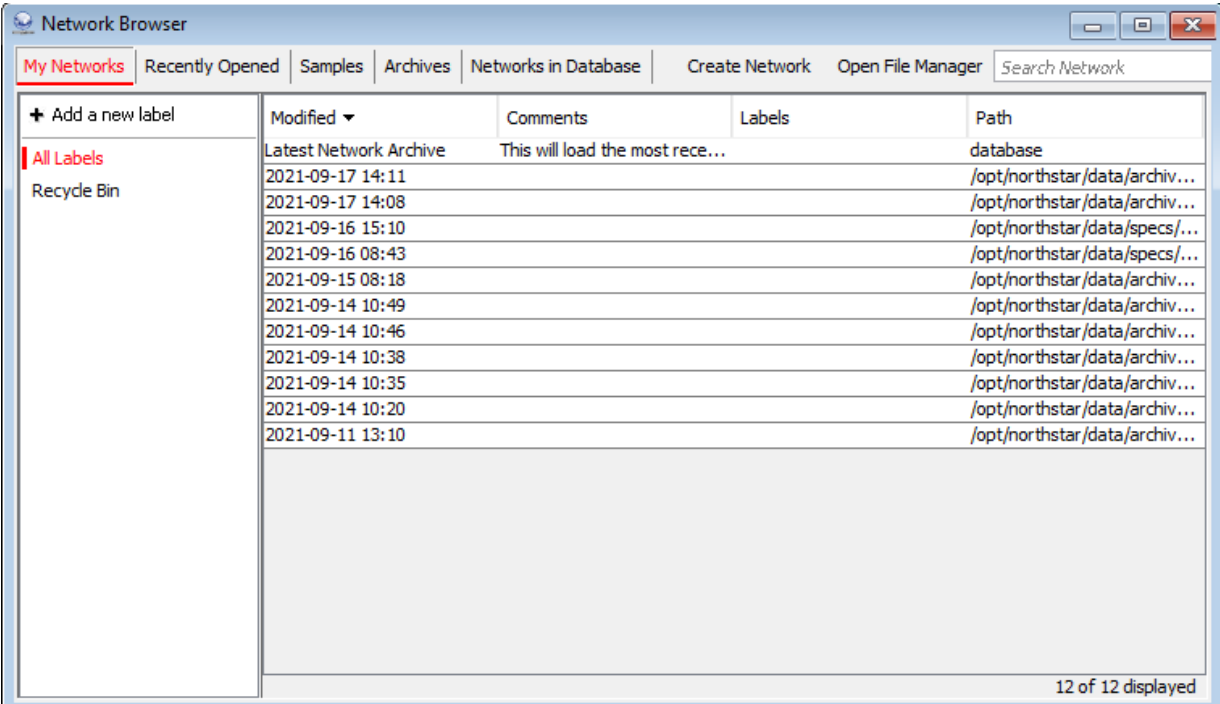 Network Browser
My Networks Recently Opened Samples Archives Networks in Database Create Network Open File Manager Search Network
+ Add a new label
All Labels
Recycle Bin
Modified Comments Labels Path
Latest Network Archive This will load the most rece... database
2021-09-17 14:11 /opt/northstar/data/archiv...
2021-09-17 14:08 /opt/northstar/data/archiv...
2021-09-16 15:10 /opt/northstar/data/specs/...
2021-09-16 08:43 /opt/northstar/data/specs/...
2021-09-15 08:18 /opt/northstar/data/archiv...
2021-09-14 10:49 /opt/northstar/data/archiv...
2021-09-14 10:46 /opt/northstar/data/archiv...
2021-09-14 10:38 /opt/northstar/data/archiv...
2021-09-14 10:35 /opt/northstar/data/archiv...
2021-09-14 10:20 /opt/northstar/data/archiv...
2021-09-11 13:10 /opt/northstar/data/archiv...
12 of 12 displayed